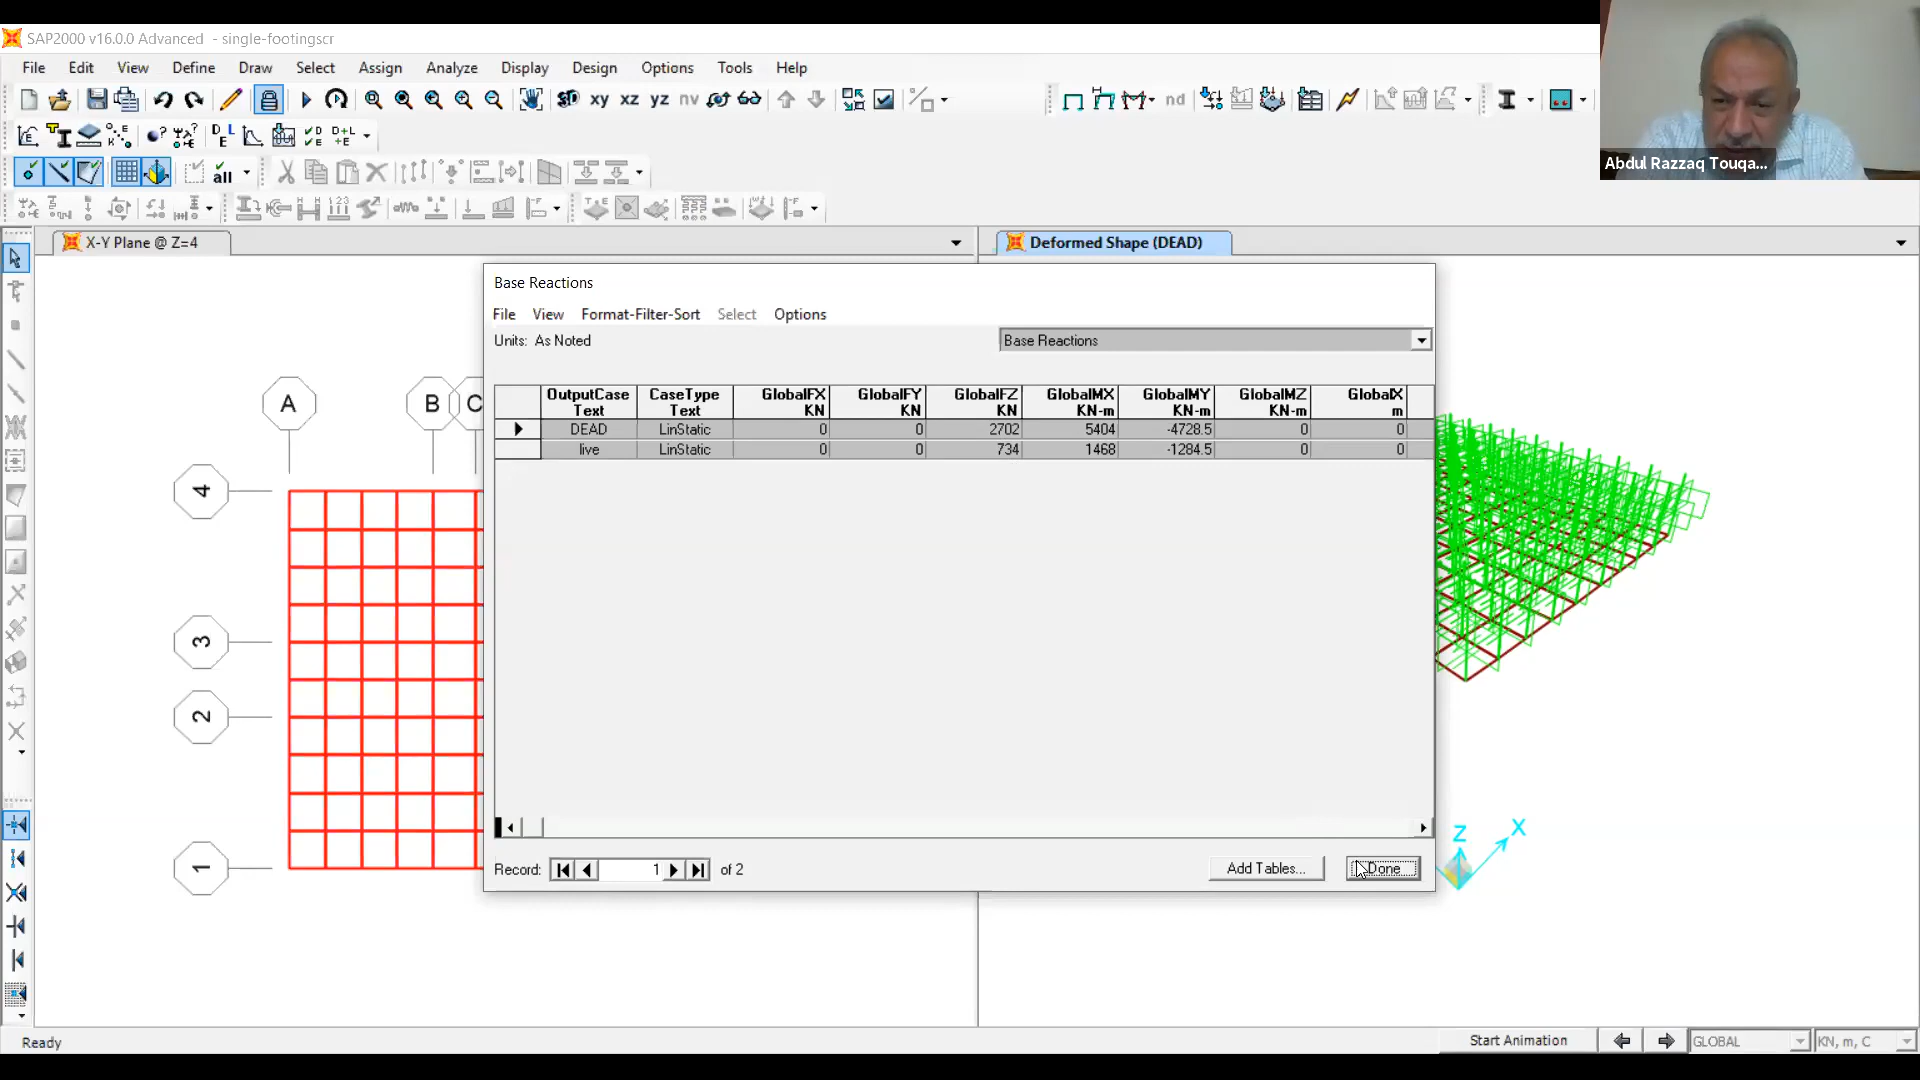 SAP2000 v16.0.0 Advanced - single-footingscr
File Edit View Define Draw Select Assign Analyze Display Design Options Tools Help
3D xy xz yz nv nd
all
Abdul Razzaq Touqa...
X-Y Plane @ Z=4
Deformed Shape (DEAD)
Base Reactions
File View Format-Filter-Sort Select Options
Units: As Noted
Base Reactions
OutputCase CaseType GlobalFX GlobalFY GlobalFZ GlobalMX GlobalMY GlobalMZ GlobalX
Text Text KN KN KN KN-m KN-m KN-m m
DEAD LinStatic 0 0 2702 5404 -4728.5 0 0
live LinStatic 0 0 734 1468 -1284.5 0 0
A B C
4
3
2
1
Z X
Record: 1 of 2
Add Tables... Done
Ready
Start Animation GLOBAL KN, m, C